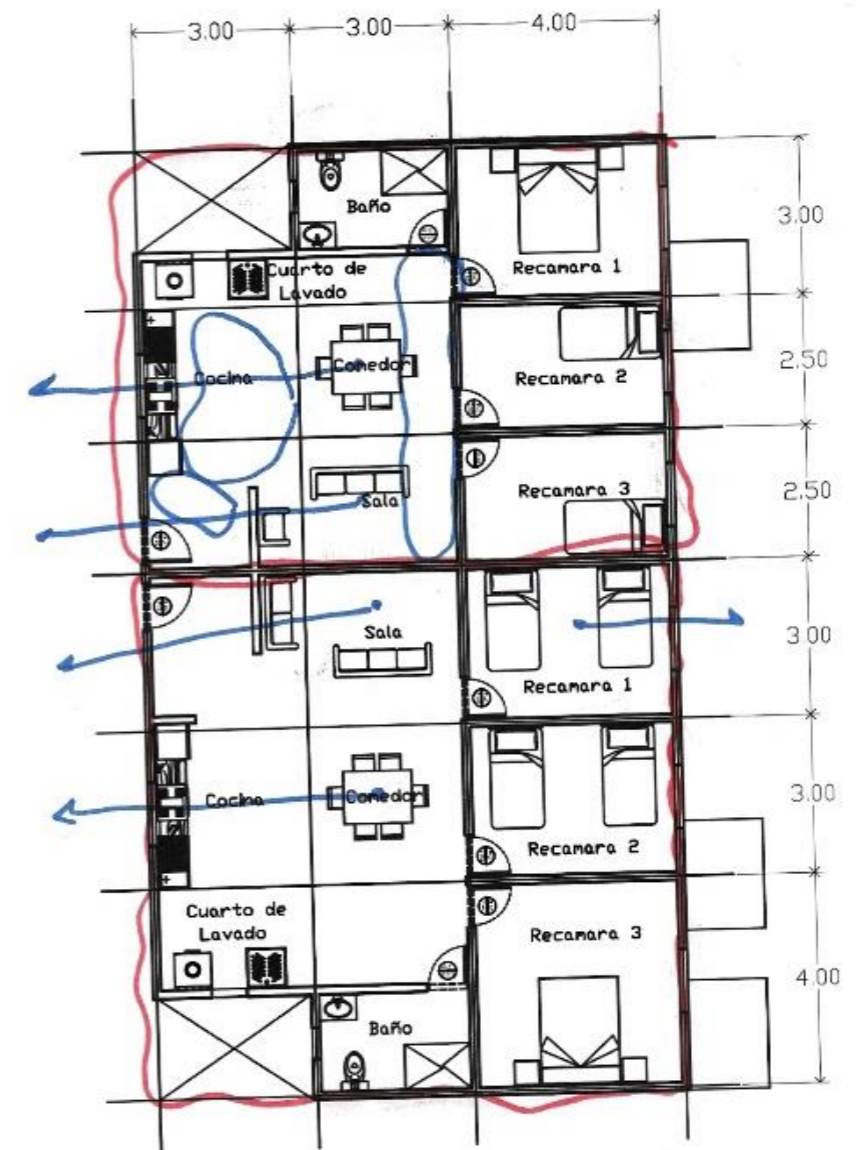 3.00 3.00 4.00
Baño
3.00
Recamara 1
Cuarto de
Lavado
Cocina
Comedor
Recamara 2
2.50
Sala
Recamara 3
2.50
Sala
3.00
Recamara 1
Cocina
Comedor
3.00
Recamara 2
Cuarto de
Lavado
Recamara 3
4.00
Baño